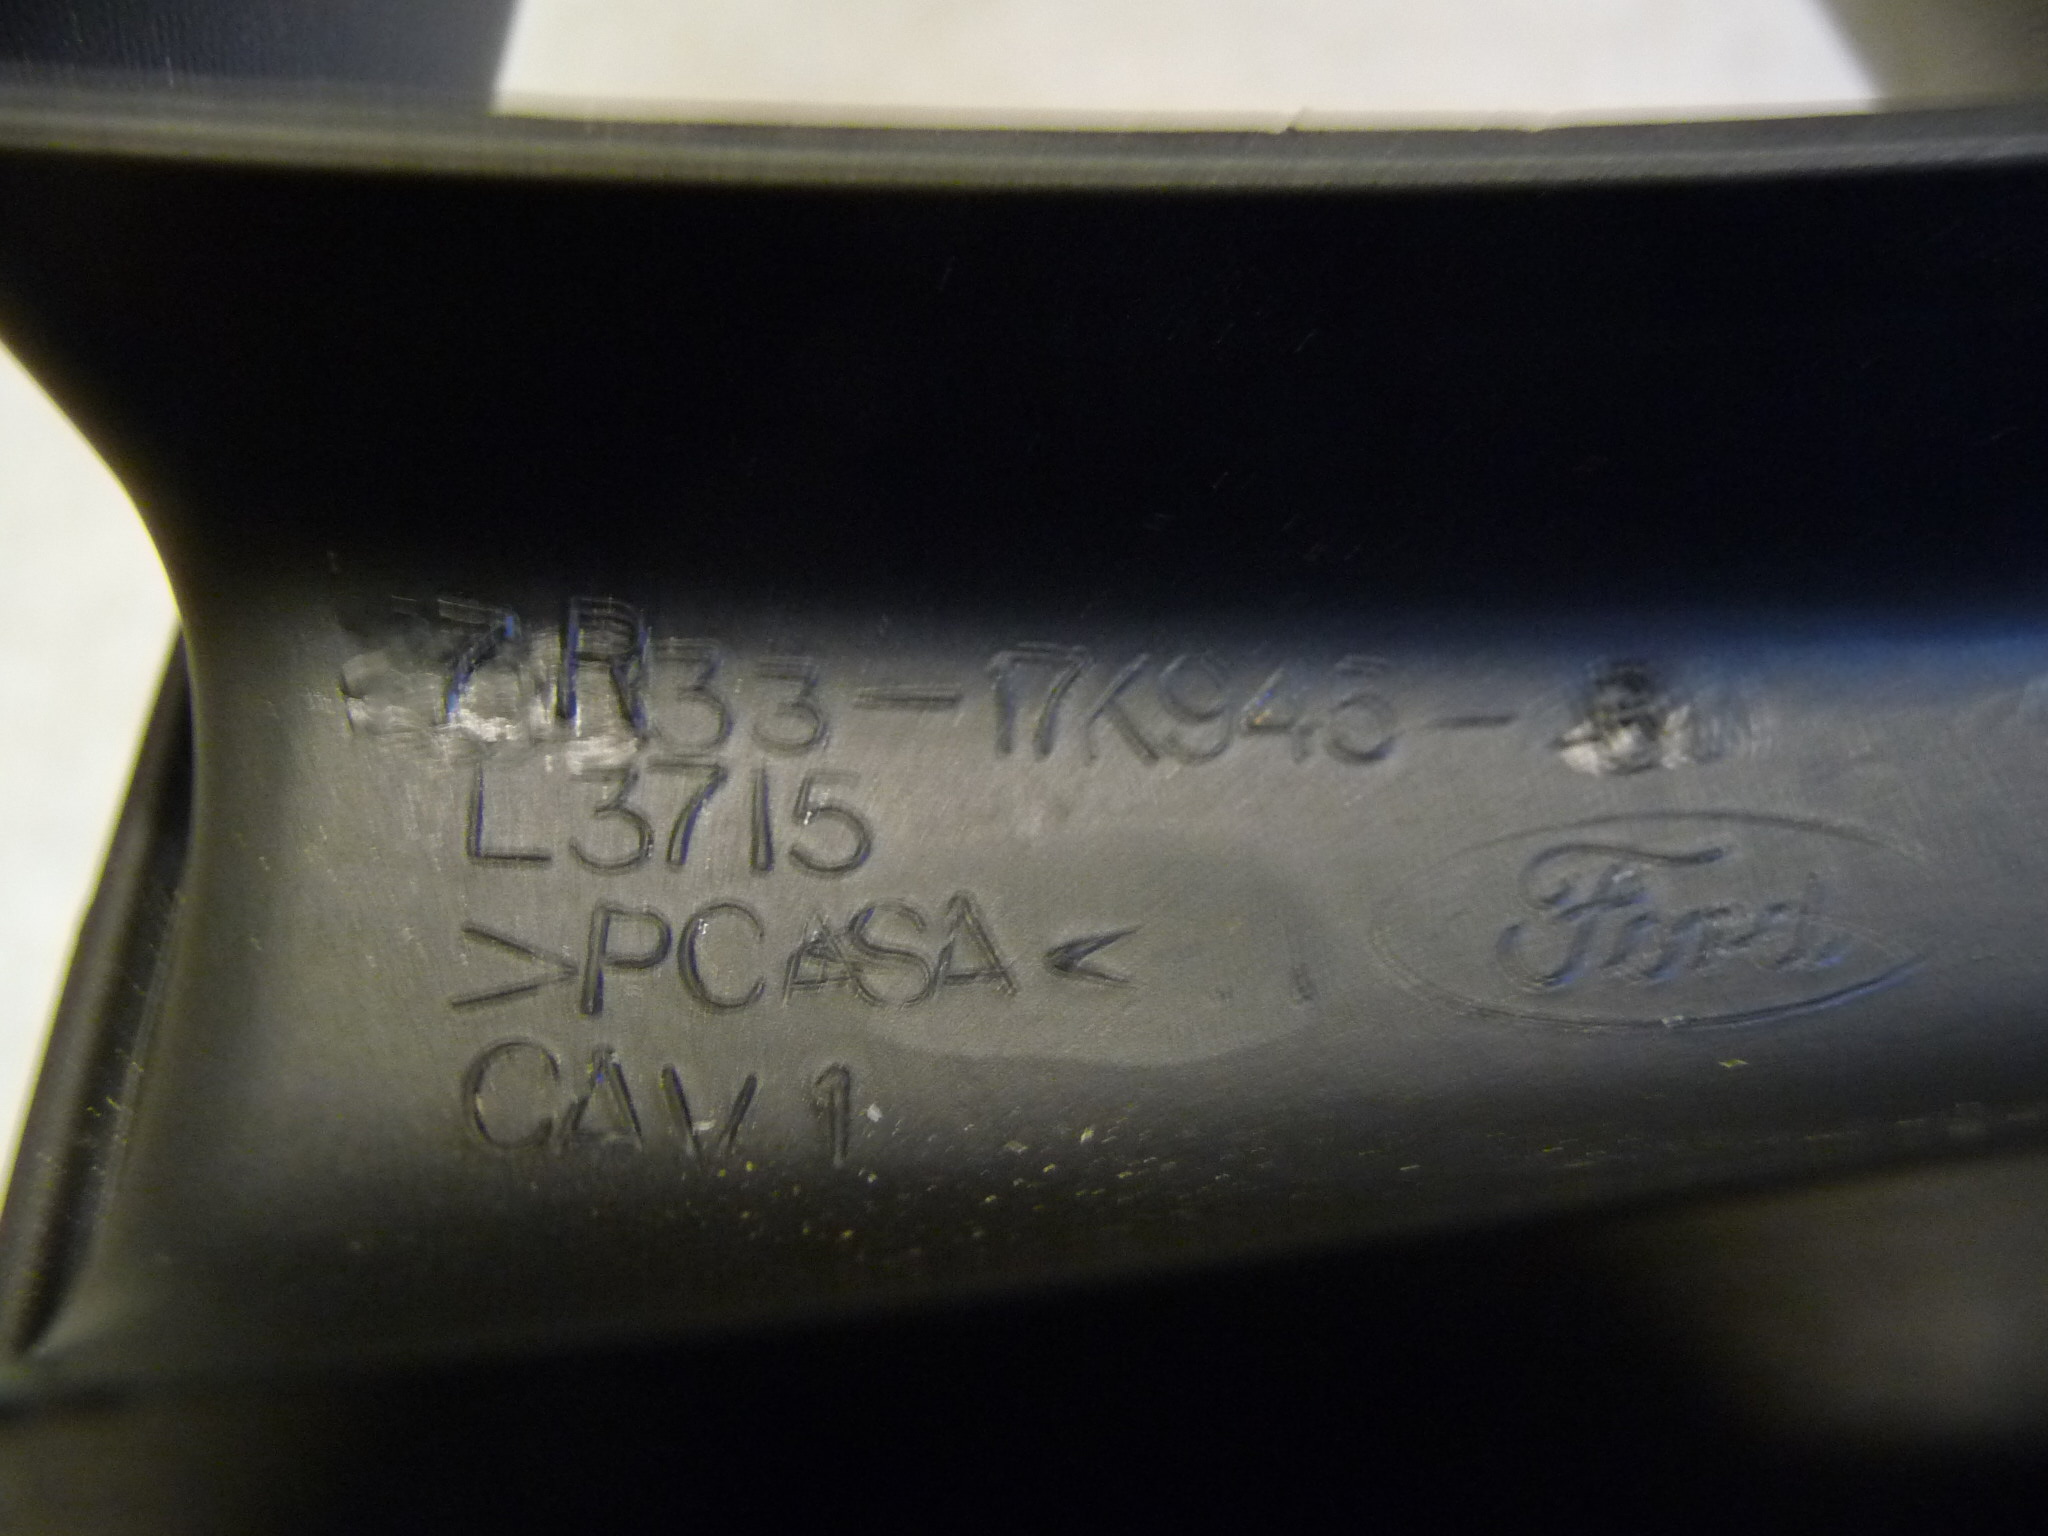 7R33-17K945-
L3715
>PCASA<
CAV 1
Ford